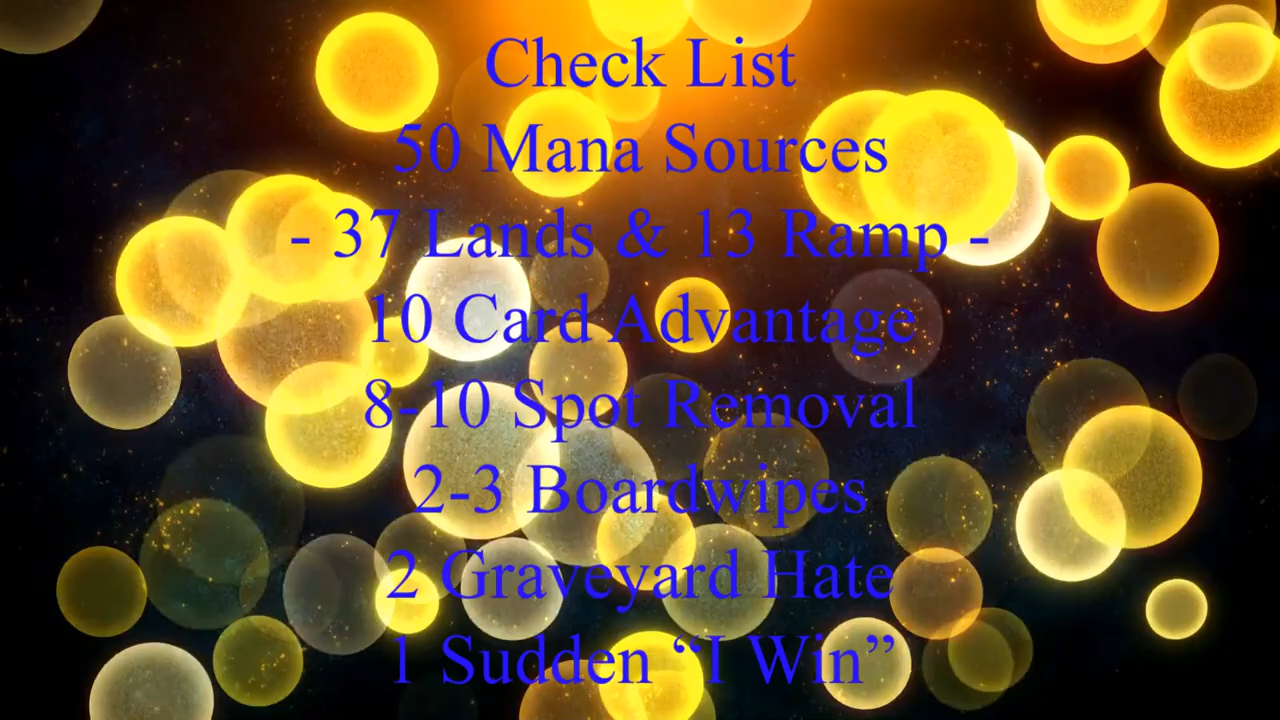 Check List
50 Mana Sources
- 37 Lands & 13 Ramp -
10 Card Advantage
8-10 Spot Removal
2-3 Boardwipes
2 Graveyard Hate
1 Sudden “I Win”